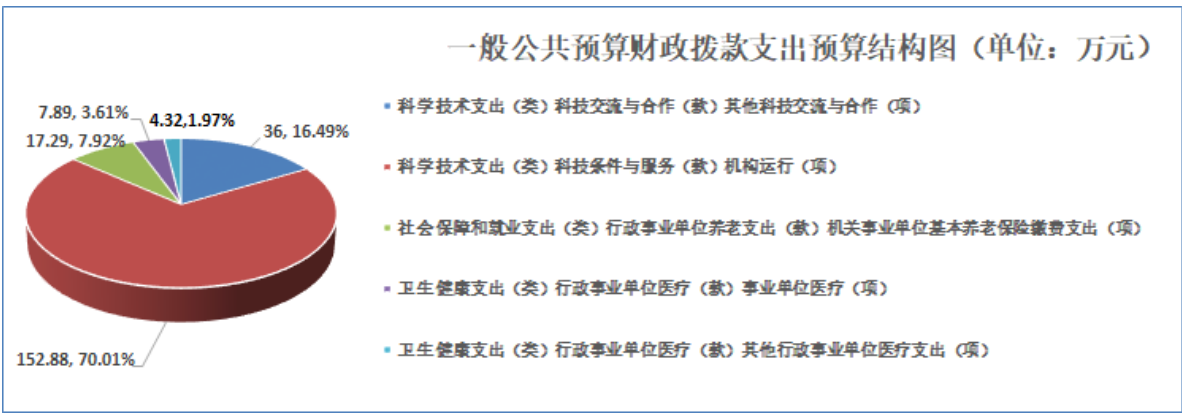 一般公共预算财政拨款支出预算结构图（单位：万元）
7.89, 3.61%
4.32,1.97%
36, 16.49%
17.29, 7.92%
152.88, 70.01%
科学技术支出（类）科技交流与合作（款）其他科技交流与合作（项）
科学技术支出（类）科技条件与服务（款）机构运行（项）
社会保障和就业支出（类）行政事业单位养老支出（款）机关事业单位基本养老保险缴费支出（项）
卫生健康支出（类）行政事业单位医疗（款）事业单位医疗（项）
卫生健康支出（类）行政事业单位医疗（款）其他行政事业单位医疗支出（项）